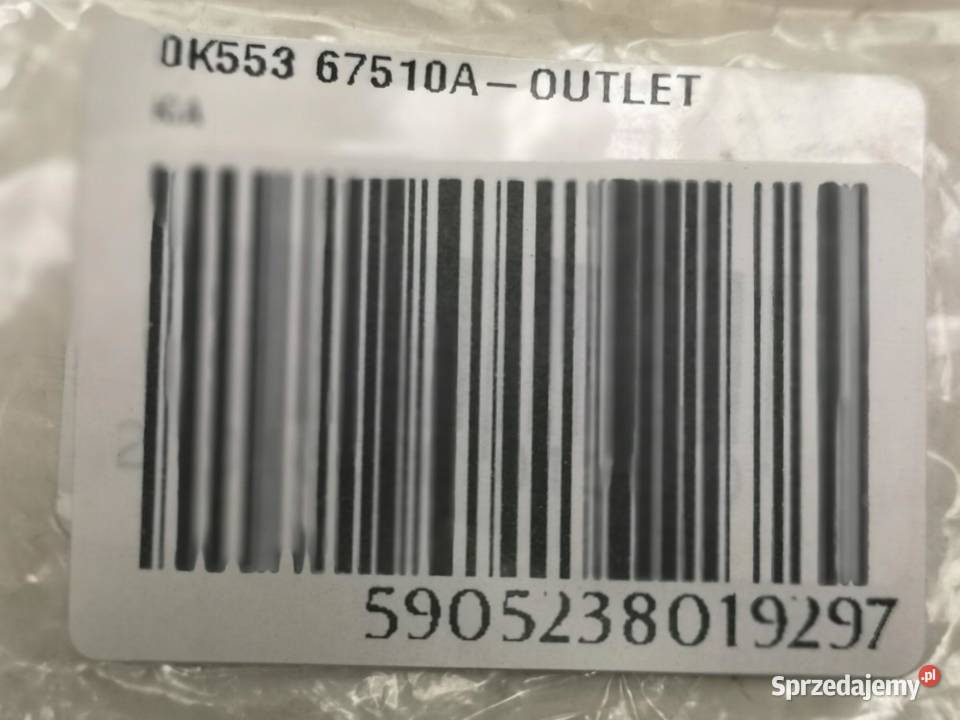 0K553 67510A – OUTLET
5905238019297
Sprzedajemy.pl